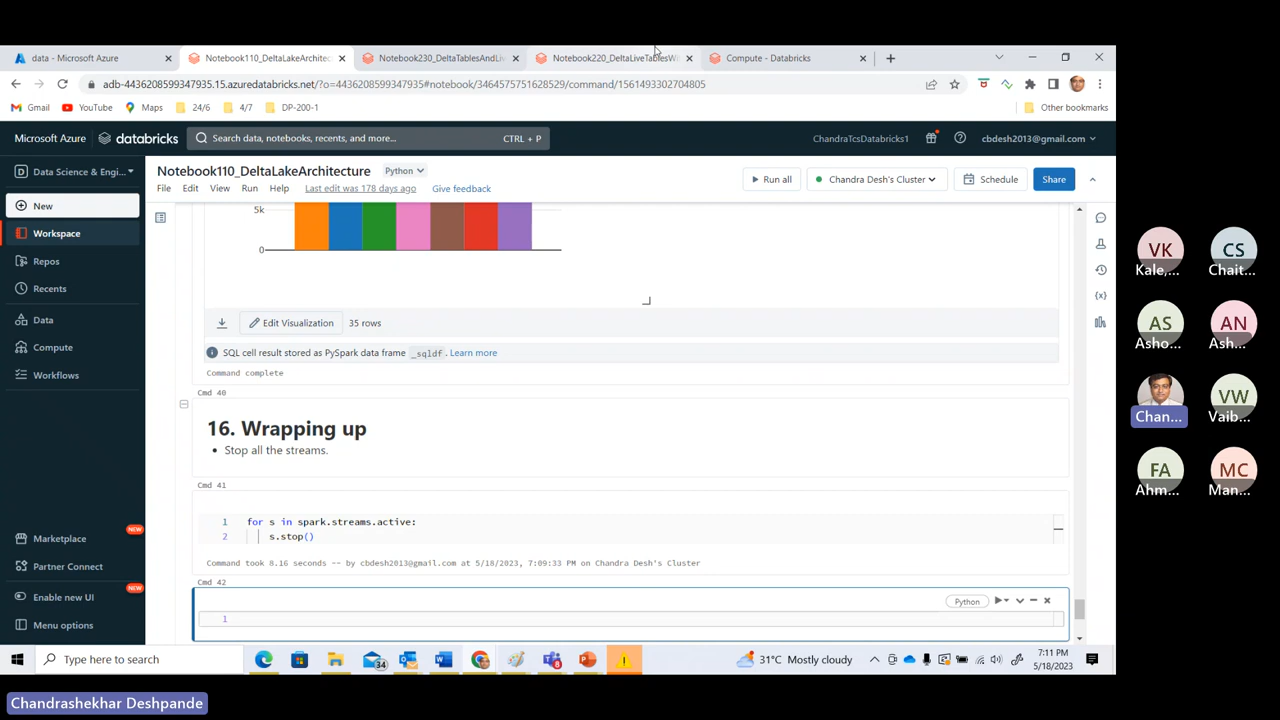 data - Microsoft Azure
Notebook110_DeltaLakeArchitec
Notebook230_DeltaTablesAndLiv
Notebook220_DeltaLiveTablesWi
Compute - Databricks
adb-4436208599347935.15.azuredatabricks.net/?o=4436208599347935#notebook/3464575751628529/command/1561493302704805
Gmail
YouTube
Maps
24/6
4/7
DP-200-1
Other bookmarks
Microsoft Azure
databricks
Search data, notebooks, recents, and more...
CTRL + P
ChandraTcsDatabricks1
cbdesh2013@gmail.com
D Data Science & Engi...
New
Workspace
Repos
Recents
Data
Compute
Workflows
Marketplace
NEW
Partner Connect
Enable new UI
NEW
Menu options
Notebook110_DeltaLakeArchitecture
Python
File
Edit
View
Run
Help
Last edit was 178 days ago
Give feedback
Run all
Chandra Desh's Cluster
Schedule
Share
5k
0
Edit Visualization
35 rows
SQL cell result stored as PySpark data frame _sqldf. Learn more
Command complete
Cmd 40
16. Wrapping up
• Stop all the streams.
Cmd 41
1 for s in spark.streams.active:
2 s.stop()
Command took 8.16 seconds -- by cbdesh2013@gmail.com at 5/18/2023, 7:09:33 PM on Chandra Desh's Cluster
Cmd 42
Python
1
{x}
Type here to search
34
8
31°C Mostly cloudy
7:11 PM
5/18/2023
VK
Kale,...
CS
Chait...
AS
Asho...
AN
Ash...
Chan...
VW
Vaib...
FA
Ahm...
MC
Man...
Chandrashekhar Deshpande